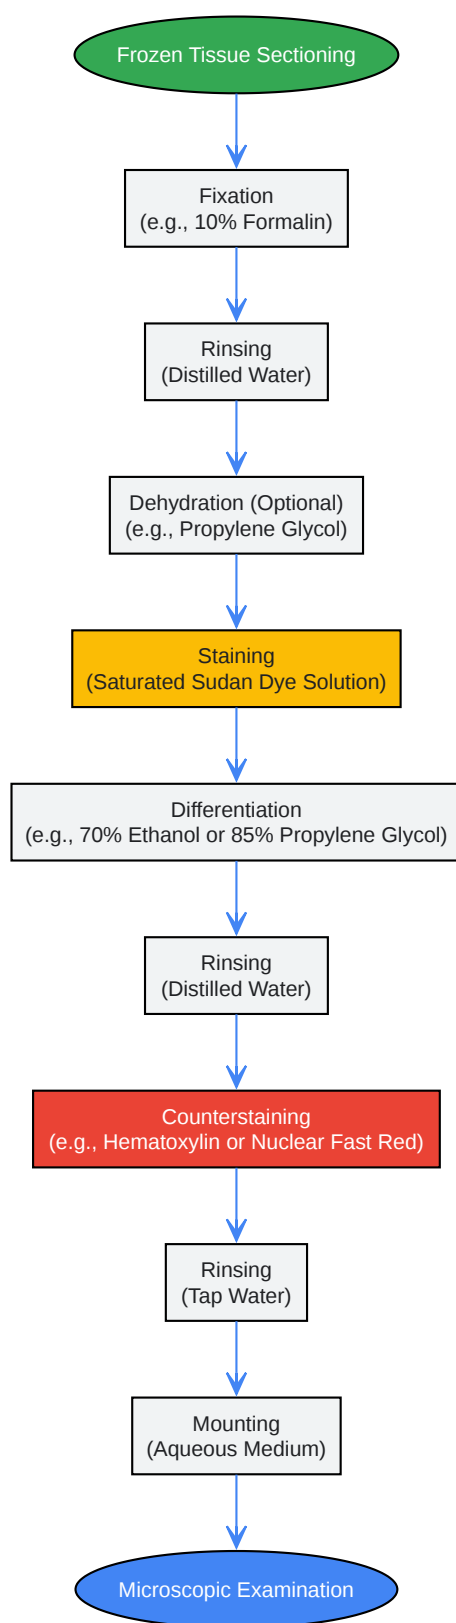 Frozen Tissue Sectioning
Fixation
(e.g., 10% Formalin)
Rinsing
(Distilled Water)
Dehydration (Optional)
(e.g., Propylene Glycol)
Staining
(Saturated Sudan Dye Solution)
Differentiation
(e.g., 70% Ethanol or 85% Propylene Glycol)
Rinsing
(Distilled Water)
Counterstaining
(e.g., Hematoxylin or Nuclear Fast Red)
Rinsing
(Tap Water)
Mounting
(Aqueous Medium)
Microscopic Examination